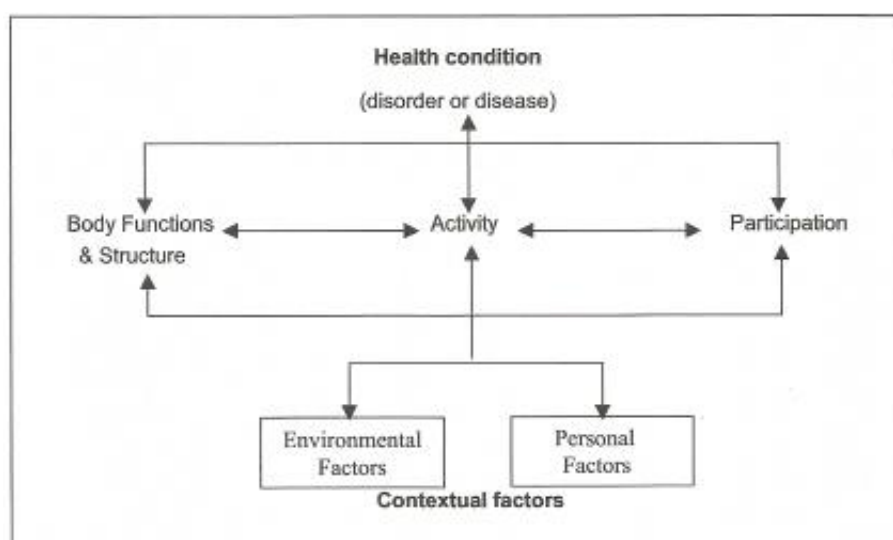 Health condition
(disorder or disease)
Body Functions
& Structure
Activity
Participation
Environmental
Factors
Personal
Factors
Contextual factors